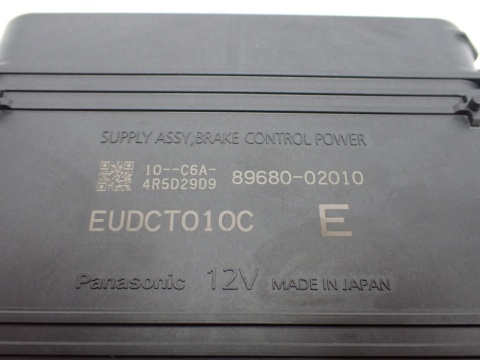 SUPPLY ASSY,BRAKE CONTROL POWER
10--C6A-
4R5D29D9 89680-02010
EUDCT010C E
Panasonic 12V MADE IN JAPAN